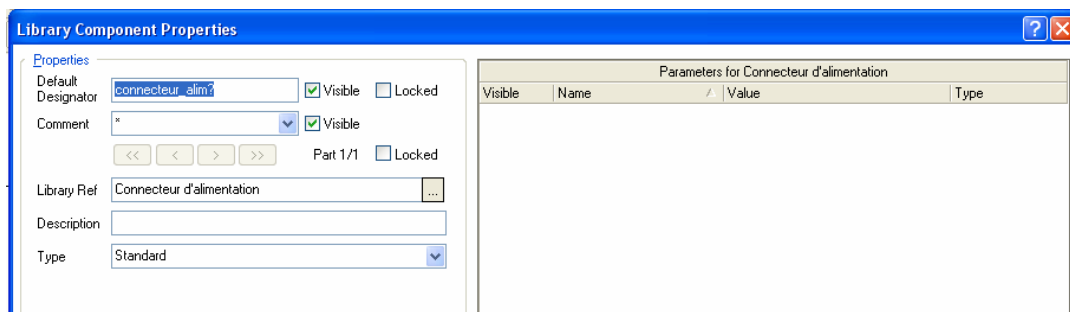 Library Component Properties
Properties
Default Designator connecteur_alim? Visible Locked
Comment * Visible
<< < > >> Part 1/1 Locked
Library Ref Connecteur d'alimentation ...
Description
Type Standard
Parameters for Connecteur d'alimentation
Visible Name Value Type